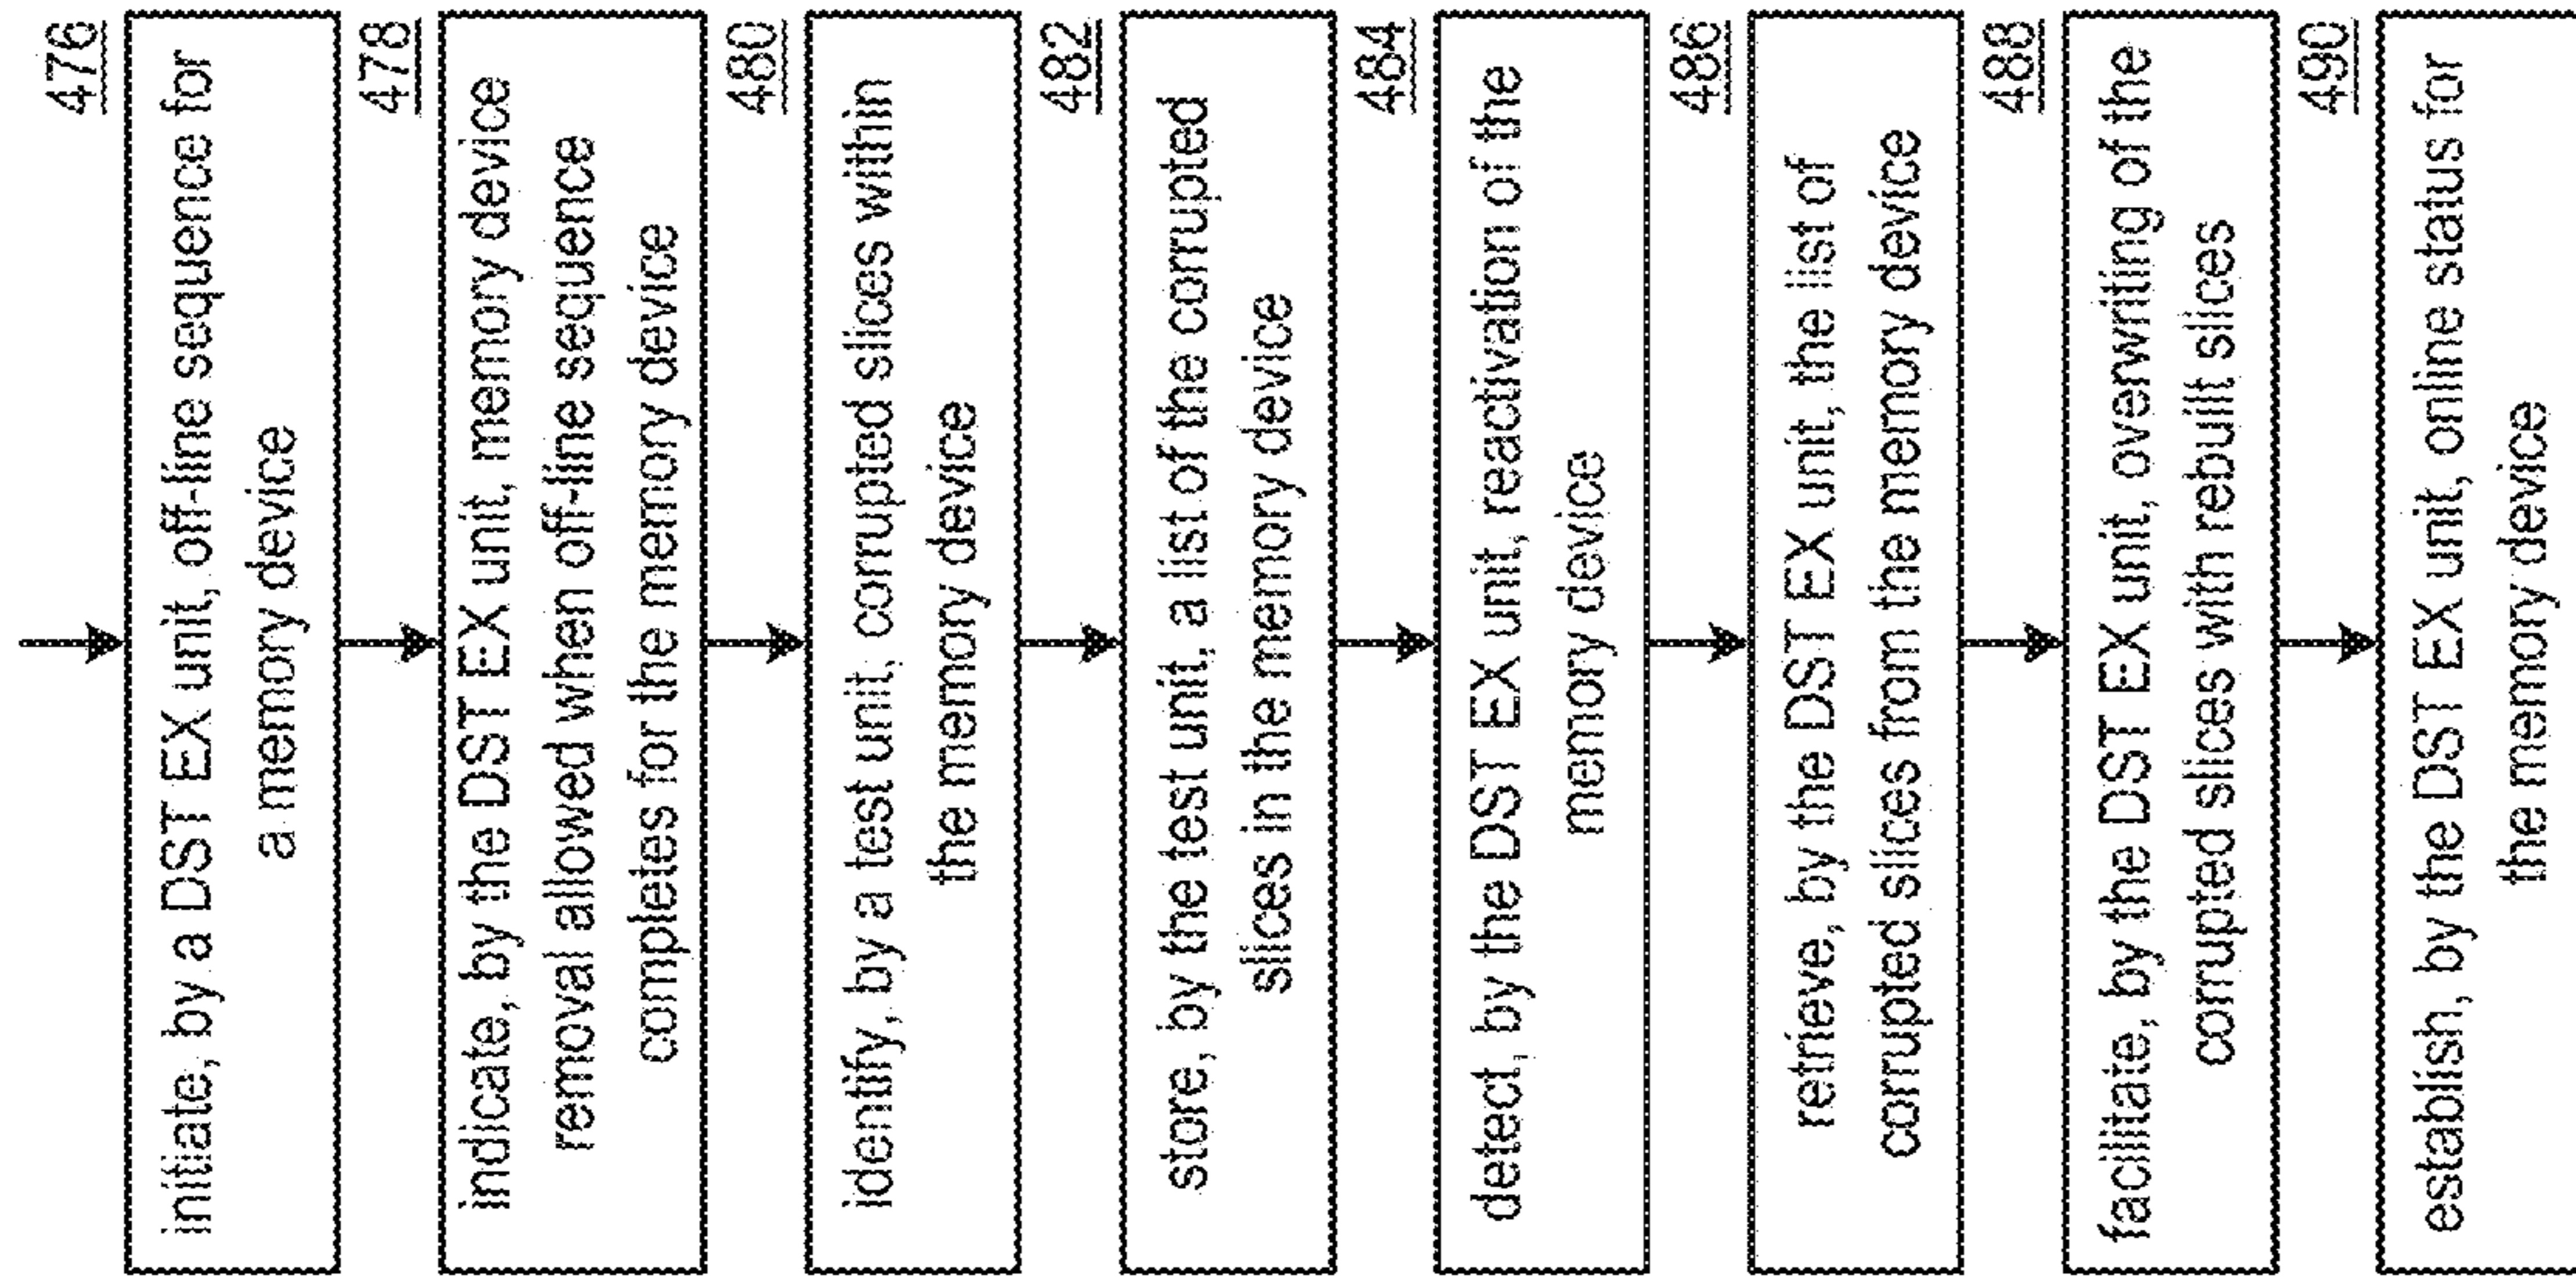 476
initiate, by a DST EX unit, off-line sequence for
a memory device
478
indicate, by the DST EX unit, memory device
removal allowed when off-line sequence
completes for the memory device
480
identify, by a test unit, corrupted slices within
the memory device
482
store, by the test unit, a list of the corrupted
slices in the memory device
484
detect, by the DST EX unit, reactivation of the
memory device
486
retrieve, by the DST EX unit, the list of
corrupted slices from the memory device
488
facilitate, by the DST EX unit, overwriting of the
corrupted slices with rebuilt slices
490
establish, by the DST EX unit, online status for
the memory device